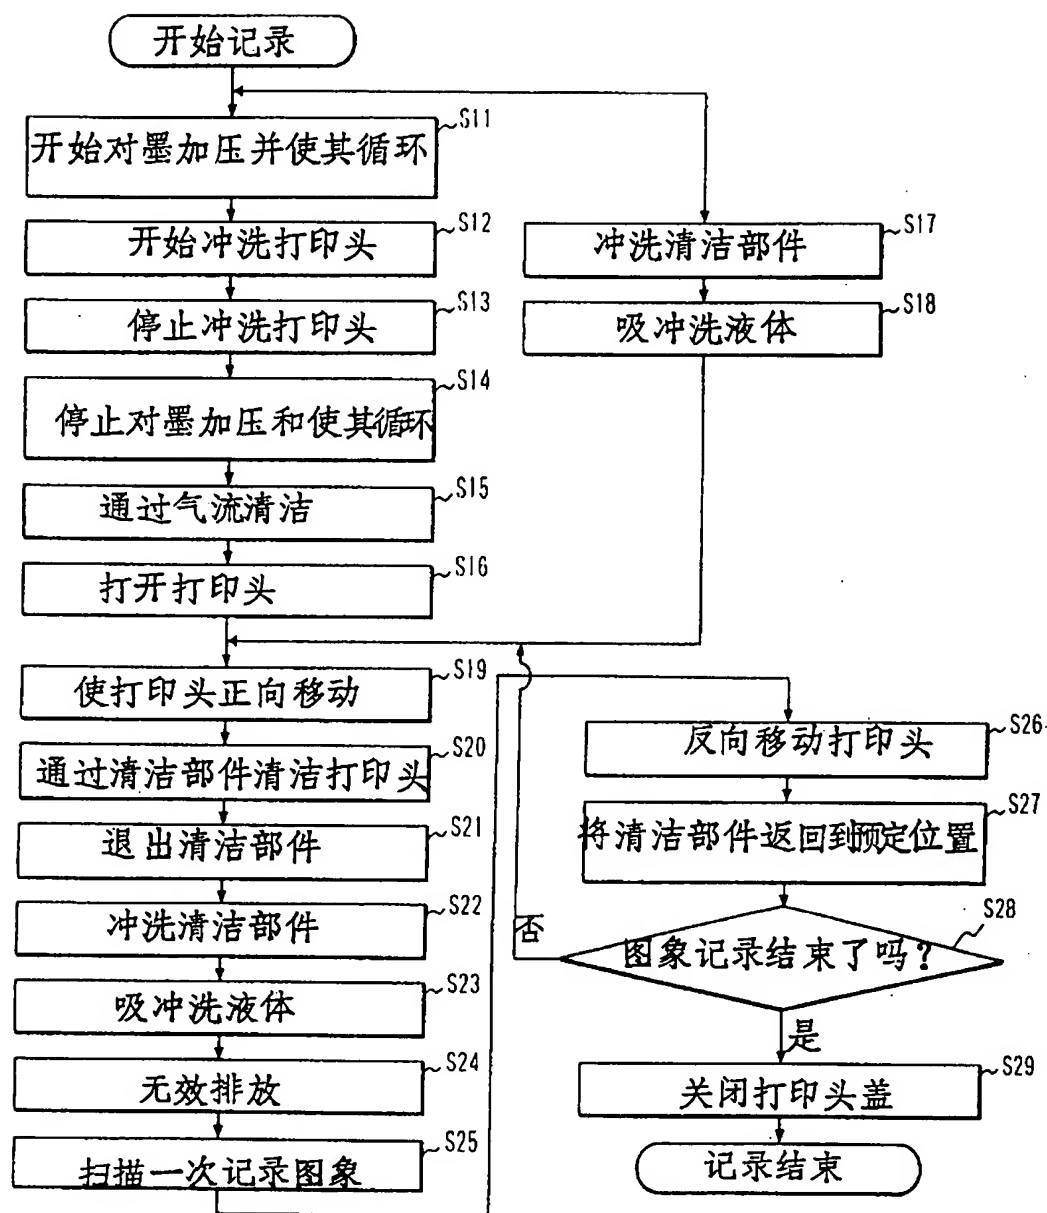 开始记录
S11
开始对墨加压并使其循环
S12
开始冲洗打印头
S13
停止冲洗打印头
S14
停止对墨加压和使其循环
S15
通过气流清洁
S16
打开打印头
S17
冲洗清洁部件
S18
吸冲洗液体
S19
使打印头正向移动
S20
通过清洁部件清洁打印头
S21
退出清洁部件
S22
冲洗清洁部件
S23
吸冲洗液体
S24
无效排放
S25
扫描一次记录图象
S26
反向移动打印头
S27
将清洁部件返回到预定位置
S28
图象记录结束了吗?
否
是
S29
关闭打印头盖
记录结束